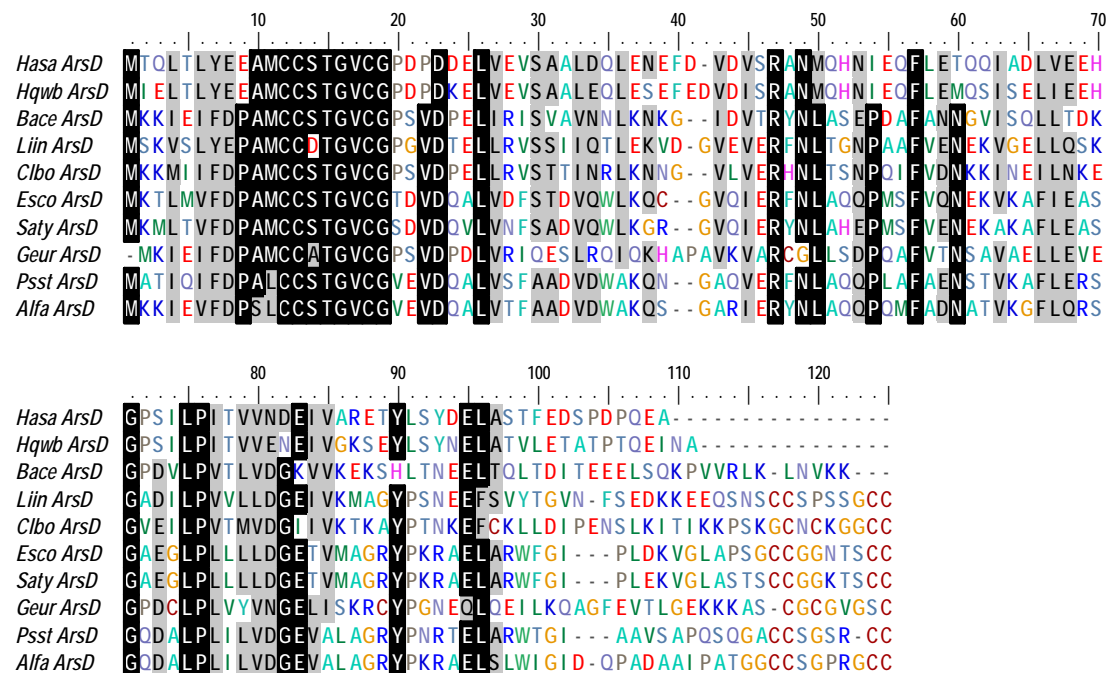 10 20 30 40 50 60 70
Hasa ArsD MTQLTLYEEAMCCSTGVCGPDPDDELVEVSAALDQLENEFD-VDVSRANMQHNIEQFLETQQIADLVEEH
Hqwb ArsD MIELTLYEEAMCCSTGVCGPDPDKELVEVSAALEQLESEFEDVDISRANMQHNIEQFLEMQSISELIEEH
Bace ArsD MKKIEIFDPAMCCSTGVCGPSVDPELIRISVAVNNLKNKG--IDVTRYNLASEPDAFANNGVISQLLTDK
Liin ArsD MSKVSLYEPAMCCDTGVCGPGVDTELLRVSSIIQTLEKVD-GVEVERFNLTGNPAAFVENEKVGELLQSK
Clbo ArsD MKKMIIFDPAMCCSTGVCGVSVDPELLRVSTTINRLKNNG--VLVERHNLTSNPQIFVDNKKINEILNKE
Esco ArsD MKTLMVFDPAMCCSTGVCGTDVDQALVDFSTDVQWLKQC--GVQIERFNLAQQPMSFVQNEKVKAFIEAS
Saty ArsD MKMLTVFDPAMCCSTGVCGSDVDQVLVNFSADVQWLKGR--GVQIERYNLAHEPMSFVENAKAKAFLEAS
Geur ArsD -MKIEIFDPAMCCATGVCGPSVDPDLVRIQESLRQIQKHAPAVKVARCGLLSDPQAFVTNSAVAELLEVE
Psst ArsD MATIQIFDPALCCSTGVCGVEVDQALVSFAADVDWAKQN--GAQVERFNLAQQPLAFAENSTVKAFLERS
Alfa ArsD MKKIEVFDPSLCCSTGVCGVEVDQALVTFAADVDWAKQS--GARIERYNLAQQPQMFADNATVKGFLQRS
80 90 100 110 120
Hasa ArsD GPSILPITVVNDEIVARETYLSYDELASTFEDSPDPQEA----------------
Hqwb ArsD GPSILPITVVENEIVGKSEYLSYNELATVLETATPTQEINA--------------
Bace ArsD GPDVLPVTLVDGKVVKEKSHLTNEELTQLTDITEEELSQKPVVRLK-LNVKK---
Liin ArsD GADILPVVLLDGEIVKMAGYPSNEEFSVYTGVN-FSEDKKEEQSNSCCSPSSGCC
Clbo ArsD GVEILPVTMVDGIIVKTKAYPTNKEFCKLLDIPENSLKITIKKPSKGCNCKGGCC
Esco ArsD GAEGLPLLLLDGETVMAGRYPKRAELARWFGI---PLDKVGLAPSGCCGGNTSCC
Saty ArsD GAEGLPLLLLDGETVMAGRYPKRAELARWFGI---PLEKVGLASTSCCGGKTSCC
Geur ArsD GPDCLPLVYVNGELISKRCYPGNEQLQEILKQAGFEVTLGEKKKAS-CGCGVGSC
Psst ArsD GQDALPLILVDGEVALAGRYPNRTELARWTGI---AAVSAPQSQGACCSGSR-CC
Alfa ArsD GQDALPLILVDGEVALAGRYPKRAELSLWIGID-QPADAAIPATGGCCSGPRGCC